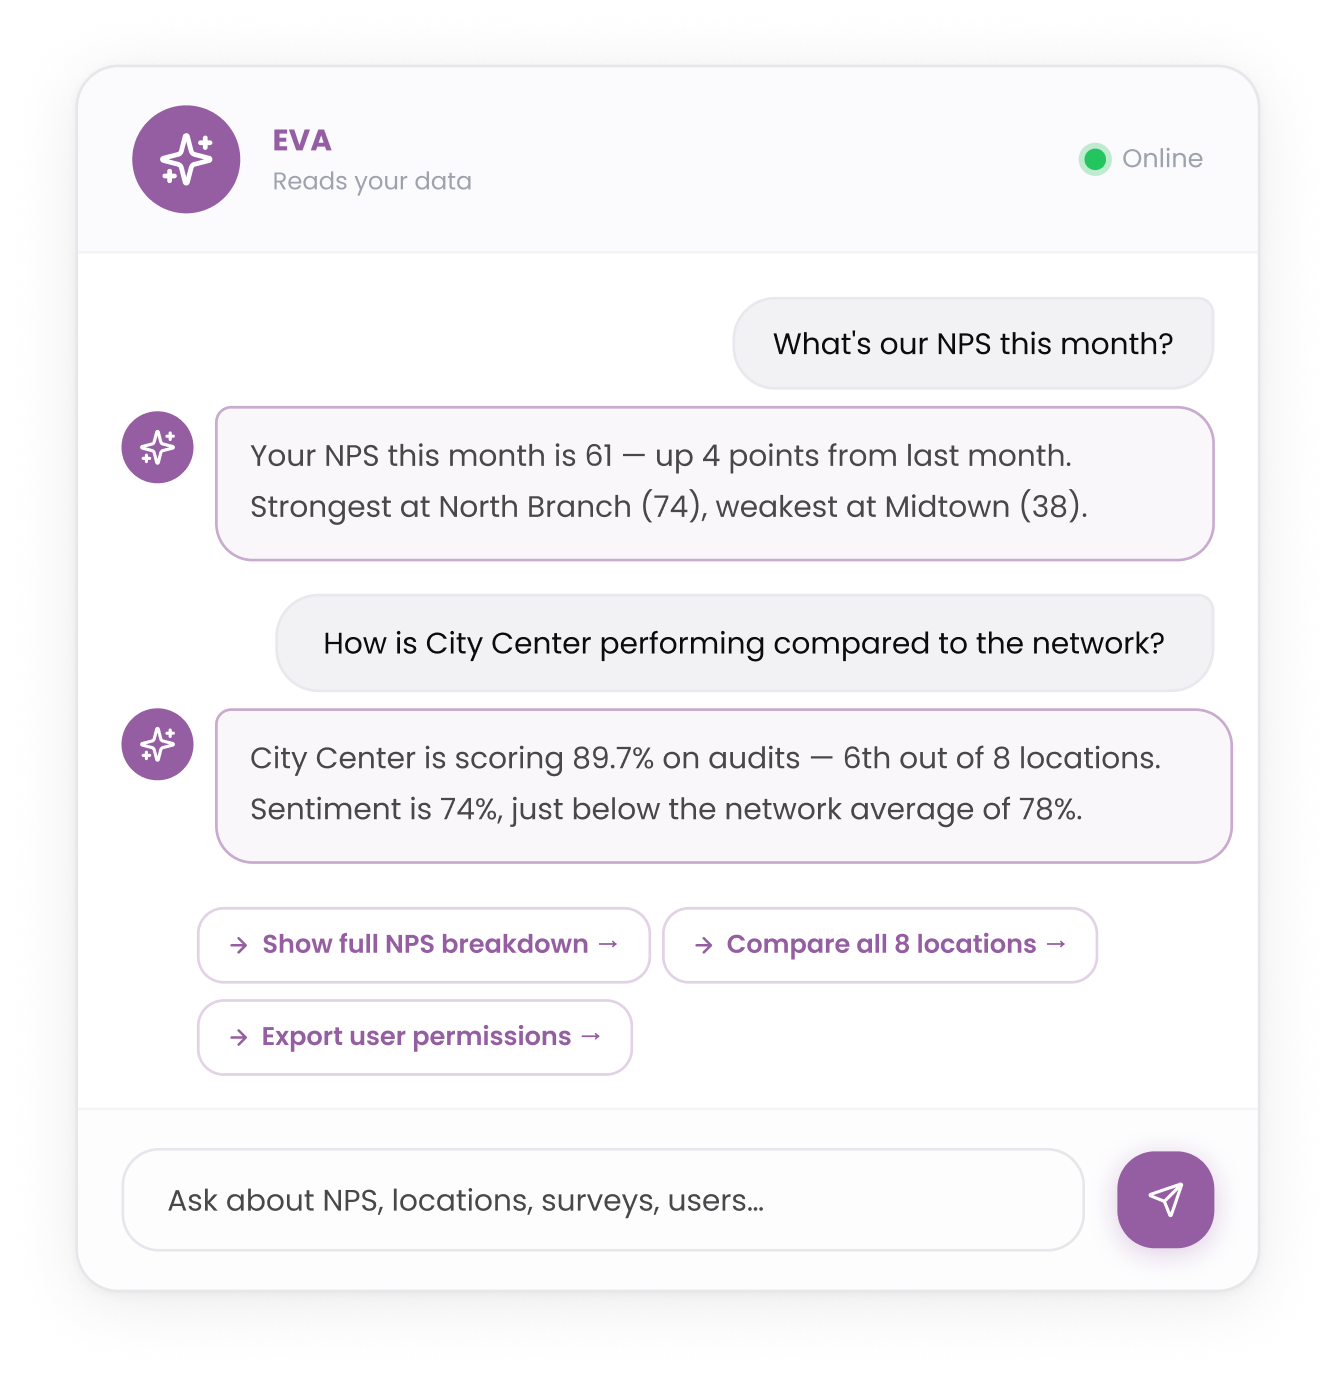 EVA
Reads your data
Online
What's our NPS this month?
Your NPS this month is 61 — up 4 points from last month.
Strongest at North Branch (74), weakest at Midtown (38).
How is City Center performing compared to the network?
City Center is scoring 89.7% on audits — 6th out of 8 locations.
Sentiment is 74%, just below the network average of 78%.
→ Show full NPS breakdown →
→ Compare all 8 locations →
→ Export user permissions →
Ask about NPS, locations, surveys, users...